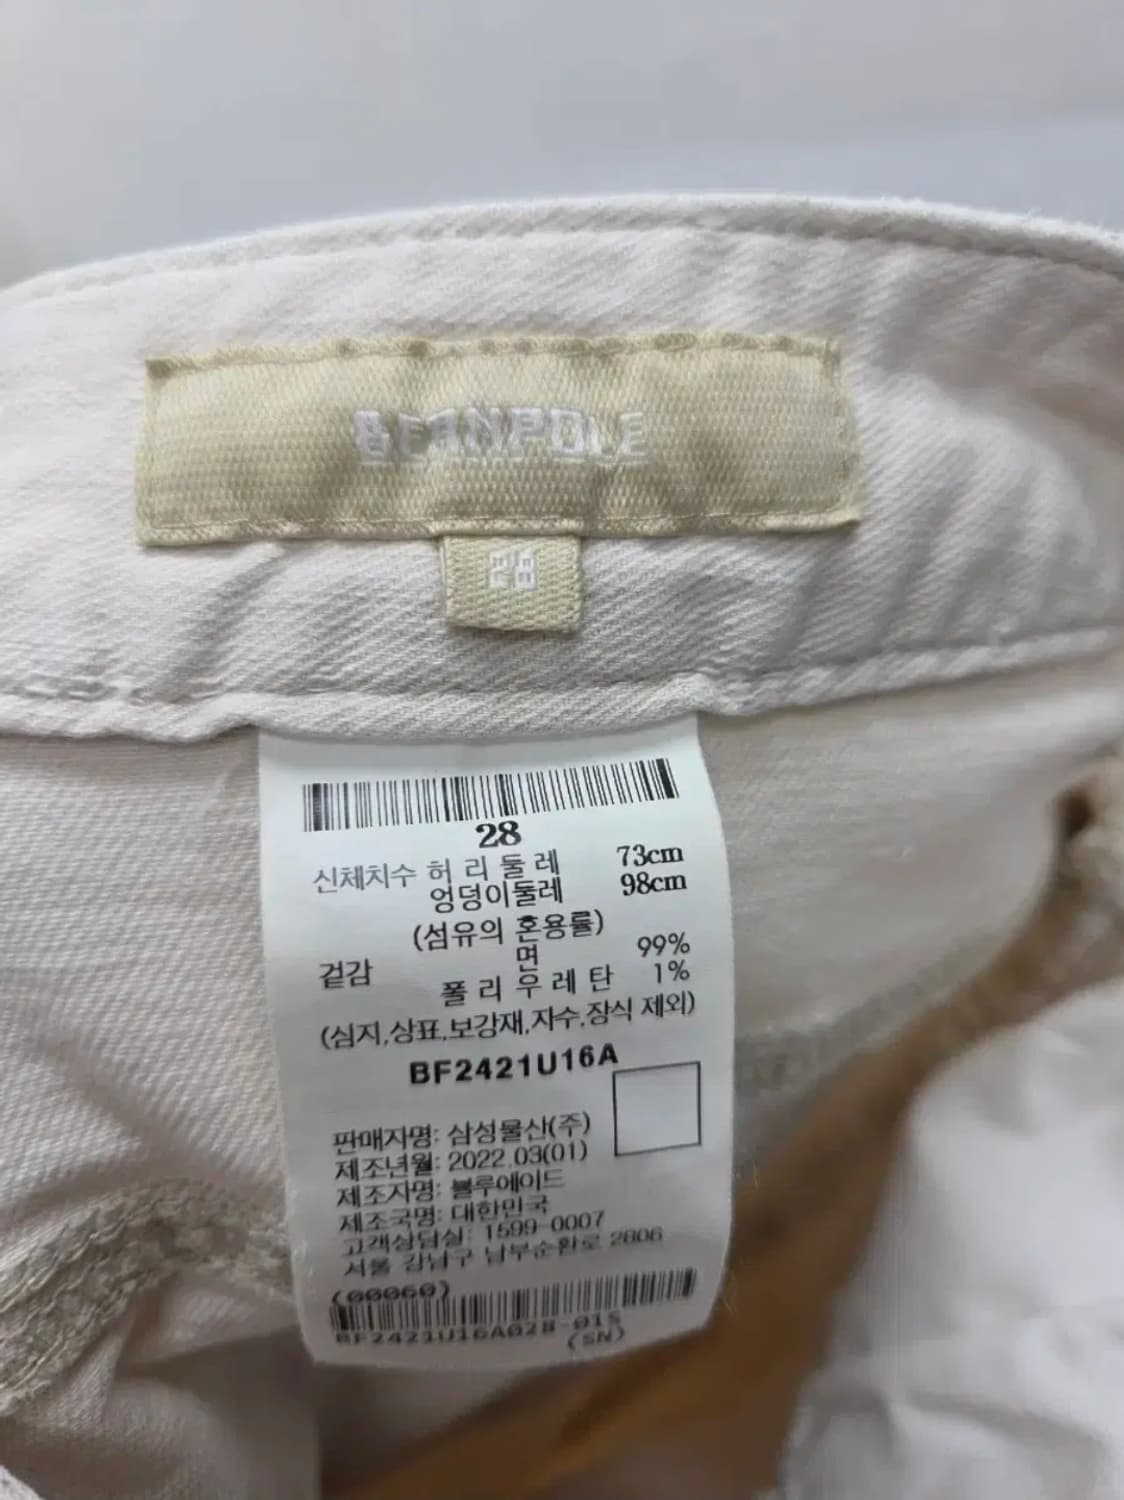 BEANPOLE
28
28
신체치수 허 리 둘 레 73cm
엉덩이둘레 98cm
(섬유의 혼용률)
겉감 면 99%
폴 리 우 레 탄 1%
(심지,상표,보강재,자수,장식 제외)
BF2421U16A
판매자명: 삼성물산(주)
제조년월: 2022.03(01)
제조자명: 블루에이드
제조국명: 대한민국
고객상담실: 1599-0007
서울 강남구 남부순환로 2806
(00060)
BF2421U16A028-01S
(SN)